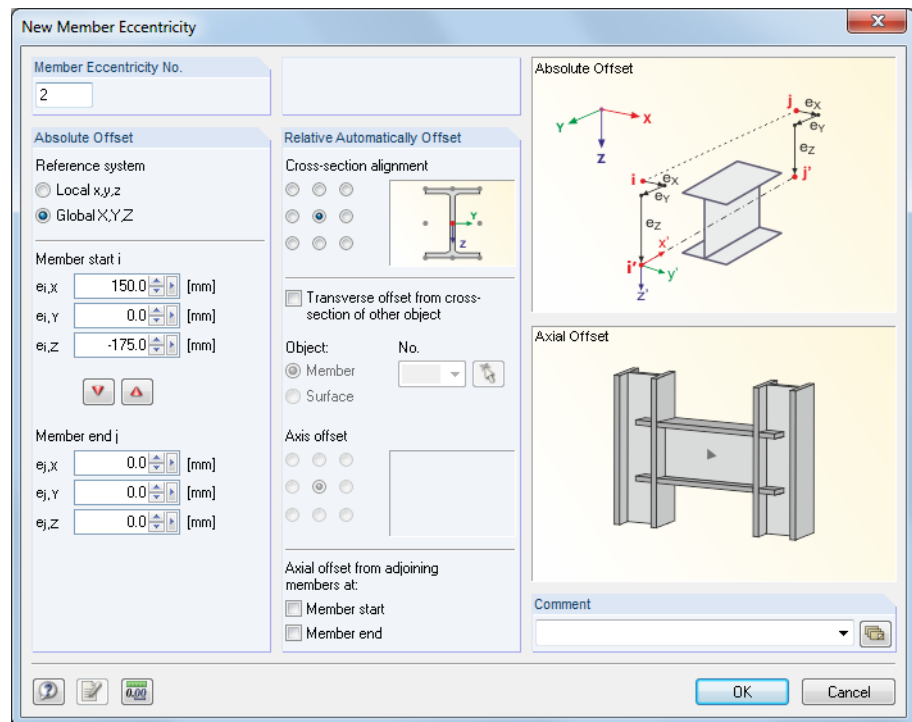 New Member Eccentricity
Member Eccentricity No.
2
Absolute Offset
Reference system
Local x,y,z
Global X,Y,Z
Member start i
ei,X 150.0 [mm]
ei,Y 0.0 [mm]
ei,Z -175.0 [mm]
Member end j
ej,X 0.0 [mm]
ej,Y 0.0 [mm]
ej,Z 0.0 [mm]
Relative Automatically Offset
Cross-section alignment
Y
Z
Transverse offset from cross-
section of other object
Object: No.
Member
Surface
Axis offset
Axial offset from adjoining
members at:
Member start
Member end
Absolute Offset
Y X
Z
j eX
eY
eZ
j'
i eX
eY
eZ
x'
i' y'
z'
Axial Offset
Comment
0.00
OK Cancel